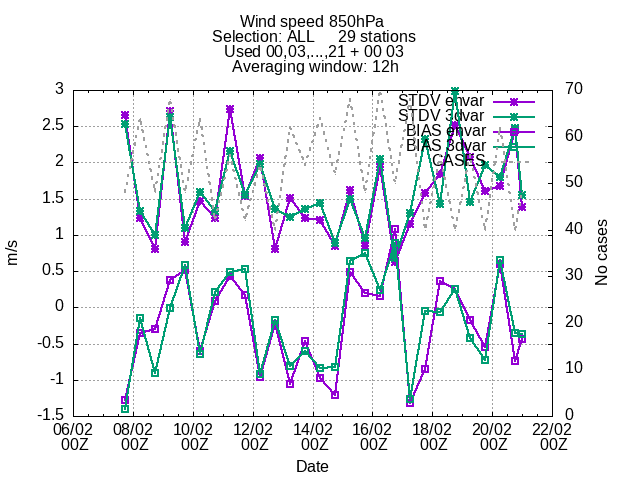 Wind speed 850hPa
Selection: ALL 29 stations
Used 00,03,...,21 + 00 03
Averaging window: 12h
STDV envar
STDV 3dvar
BIAS envar
BIAS 3dvar
CASES
m/s
3
2.5
2
1.5
1
0.5
0
-0.5
-1
-1.5
No cases
70
60
50
40
30
20
10
0
06/02 08/02 10/02 12/02 14/02 16/02 18/02 20/02 22/02
00Z 00Z 00Z 00Z 00Z 00Z 00Z 00Z 00Z
Date